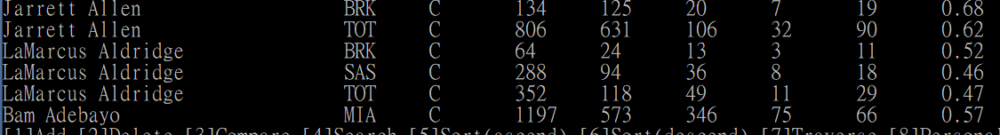 Jarrett Allen BRK C 134 125 20 7 19 0.68
Jarrett Allen TOT C 806 631 106 32 90 0.62
LaMarcus Aldridge BRK C 64 24 13 3 11 0.52
LaMarcus Aldridge SAS C 288 94 36 8 18 0.46
LaMarcus Aldridge TOT C 352 118 49 11 29 0.47
Bam Adebayo MIA C 1197 573 346 75 66 0.57
[1]Add [2]Delete [3]Compare [4]Search [5]Sort(ascend) [6]Sort(descend) [7]Traverse [8]Persona